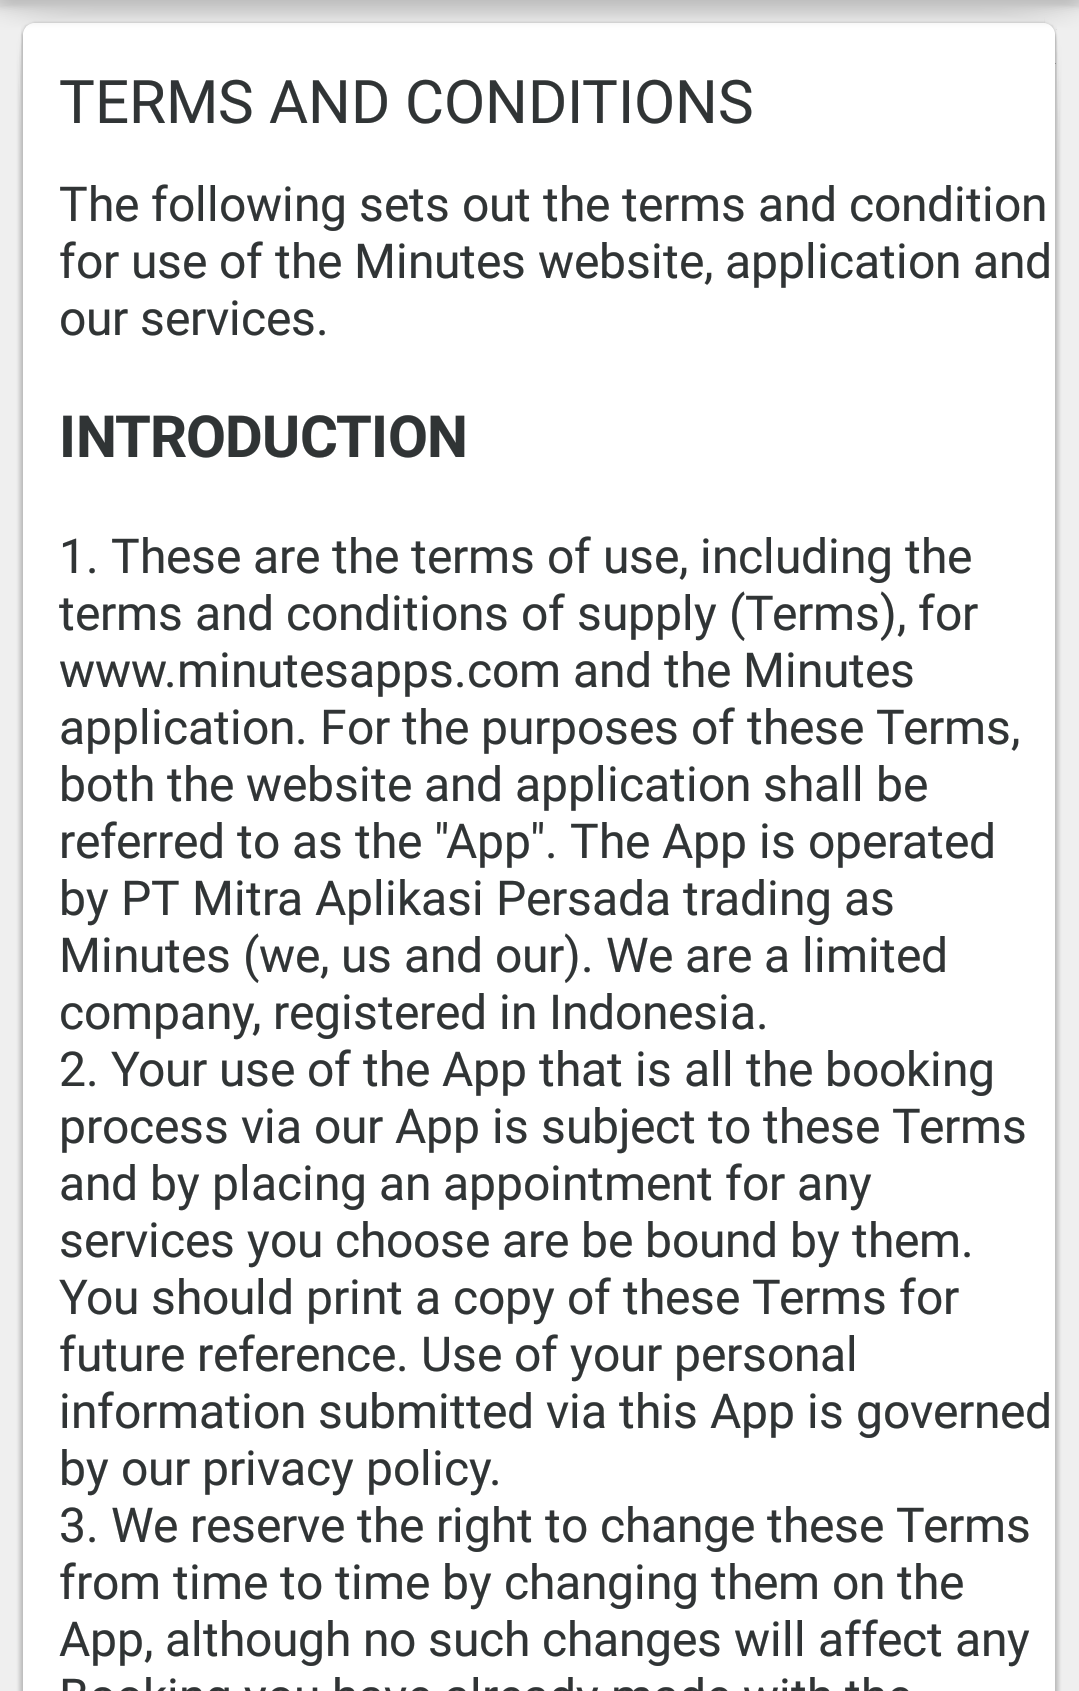 TERMS AND CONDITIONS
The following sets out the terms and condition
for use of the Minutes website, application and
our services.
INTRODUCTION
1. These are the terms of use, including the
terms and conditions of supply (Terms), for
www.minutesapps.com and the Minutes
application. For the purposes of these Terms,
both the website and application shall be
referred to as the "App". The App is operated
by PT Mitra Aplikasi Persada trading as
Minutes (we, us and our). We are a limited
company, registered in Indonesia.
2. Your use of the App that is all the booking
process via our App is subject to these Terms
and by placing an appointment for any
services you choose are be bound by them.
You should print a copy of these Terms for
future reference. Use of your personal
information submitted via this App is governed
by our privacy policy.
3. We reserve the right to change these Terms
from time to time by changing them on the
App, although no such changes will affect any
Booking you have already made with the